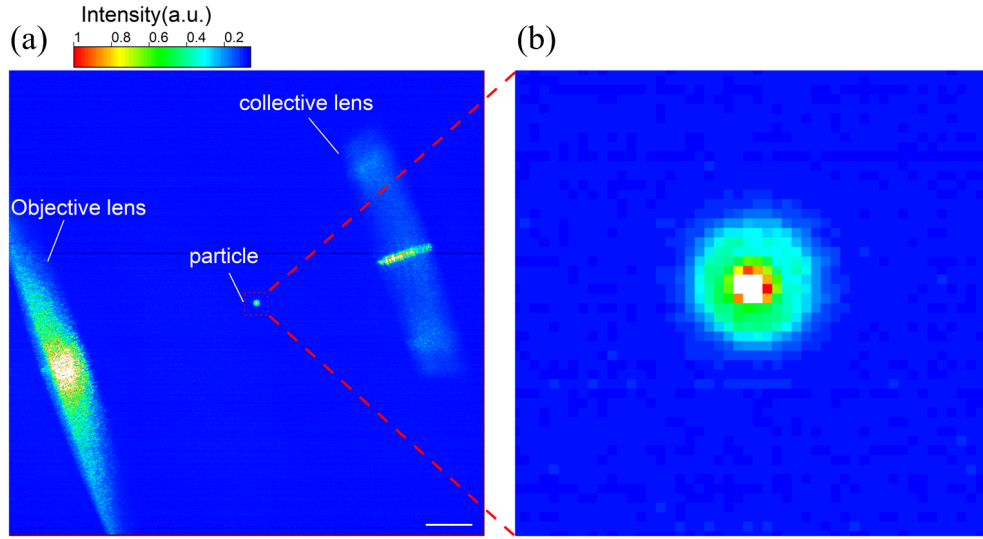 Intensity(a.u.)
(a)
1 0.8 0.6 0.4 0.2
(b)
collective lens
Objective lens
particle